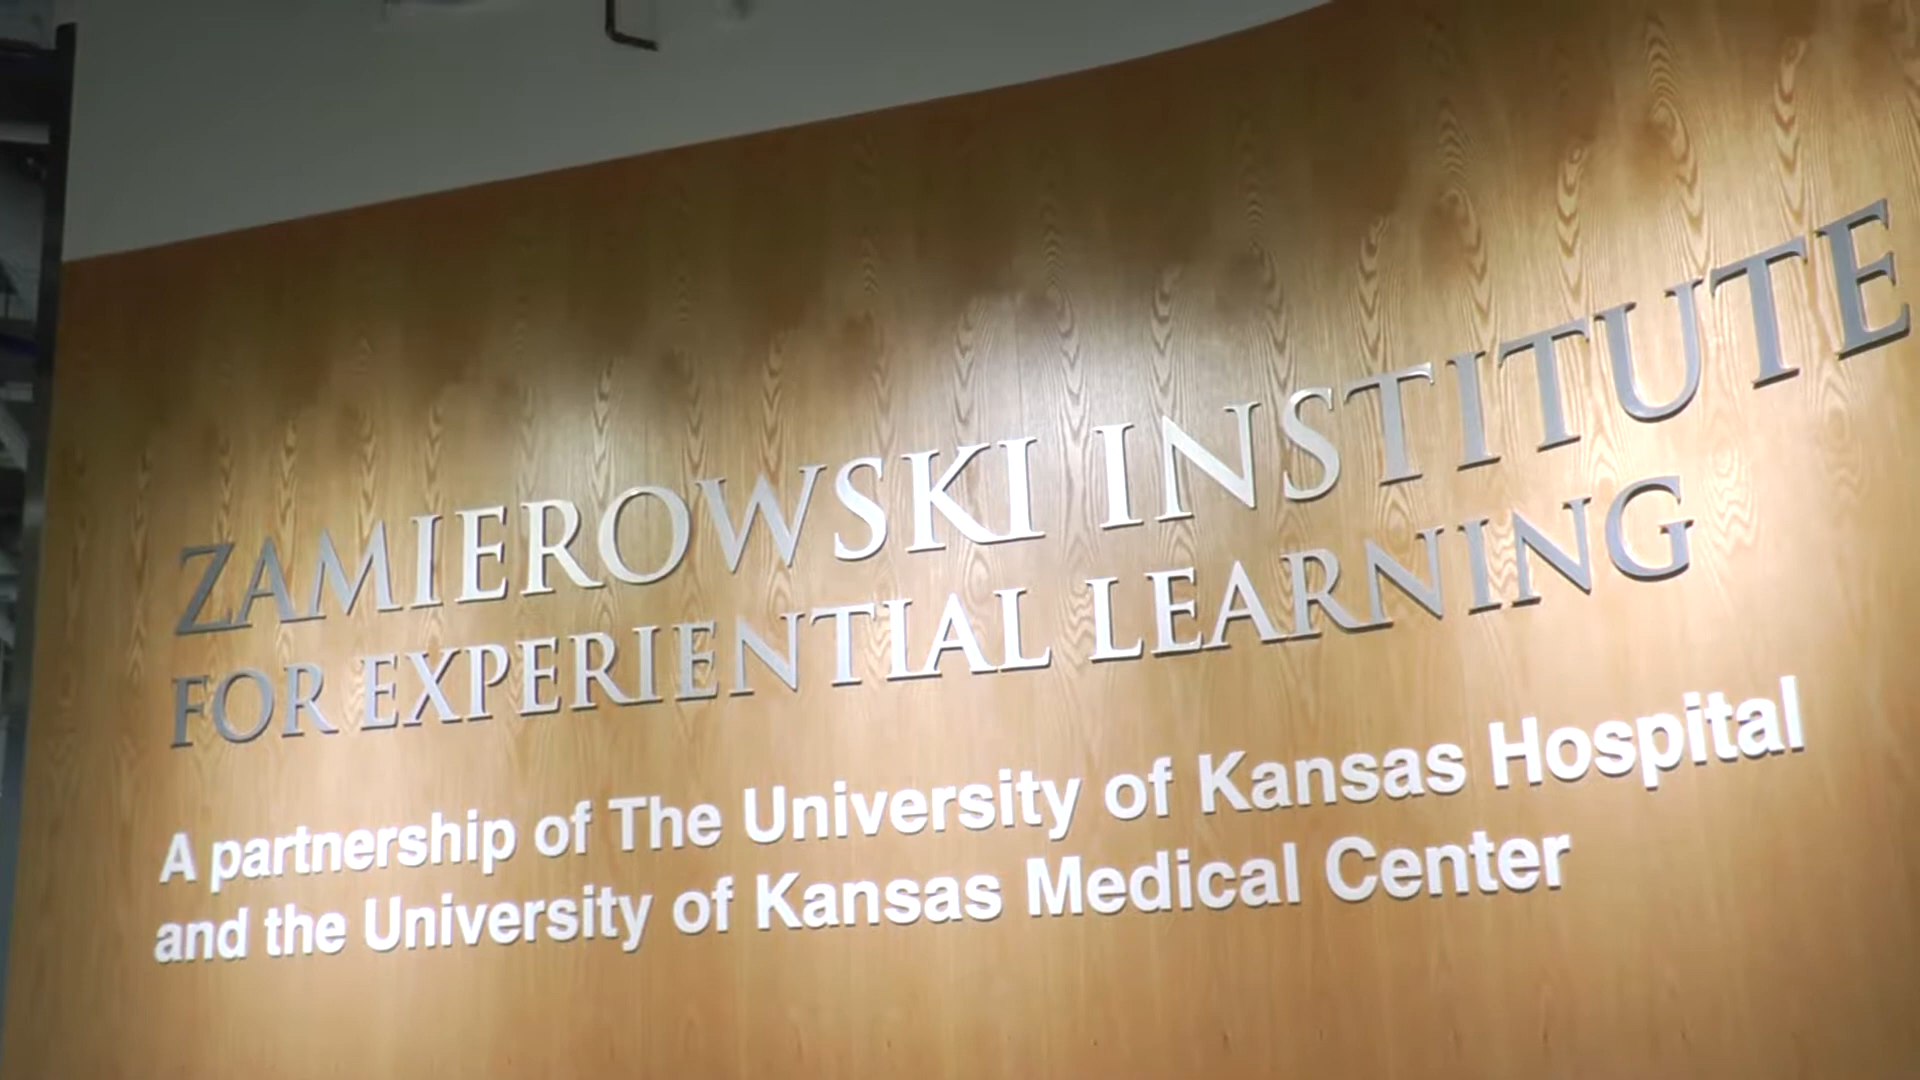 ZAMIEROWSKI INSTITUTE
FOR EXPERIENTIAL LEARNING
A partnership of The University of Kansas Hospital
and the University of Kansas Medical Center